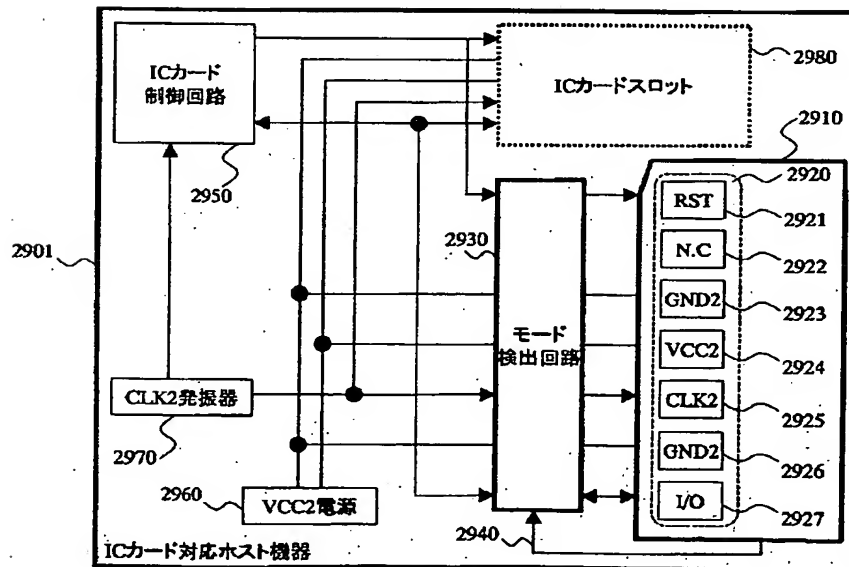 ICカード
制御回路
2950
ICカードスロット
2980
2910
2920
RST
2921
2901
2930
N.C
2922
GND2
2923
モード
検出回路
VCC2
2924
CLK2発振器
2970
CLK2
2925
GND2
2926
2960
VCC2電源
2940
I/O
2927
ICカード対応ホスト機器